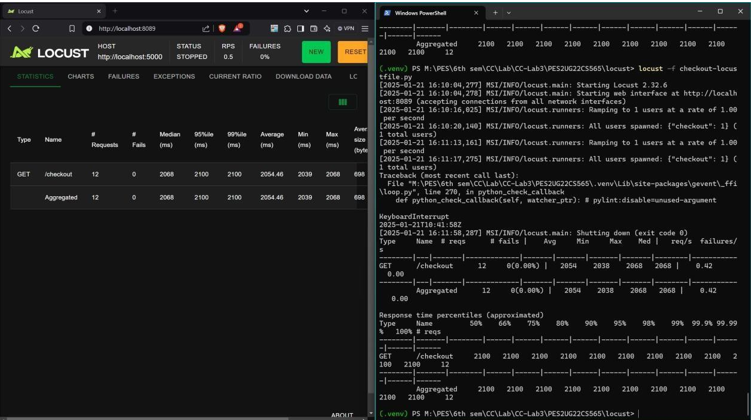 Locust
http://localhost:8089
VPN
LOCUST
HOST
http://localhost:5000
STATUS
STOPPED
RPS
0.5
FAILURES
0%
NEW
RESET
STATISTICS CHARTS FAILURES EXCEPTIONS CURRENT RATIO DOWNLOAD DATA LO
Type Name # Requests # Fails Median (ms) 95%ile (ms) 99%ile (ms) Average (ms) Min (ms) Max (ms) Average size (byte
GET /checkout 12 0 2068 2100 2100 2054.46 2039 2068 698
Aggregated 12 0 2068 2100 2100 2054.46 2039 2068 698
ABOUT
Windows PowerShell
Aggregated 2100 2100 2100 2100 2100 2100 2100 2100 2100
2100 2100 12
(.venv) PS M:\PES\6th sem\CC\Lab\CC-Lab3\PES2UG22CS565\locust> locust -f checkout-locus
tfile.py
[2025-01-21 16:10:04,277] MSI/INFO/locust.main: Starting Locust 2.32.6
[2025-01-21 16:10:04,278] MSI/INFO/locust.main: Starting web interface at http://localh
ost:8089 (accepting connections from all network interfaces)
[2025-01-21 16:10:16,025] MSI/INFO/locust.runners: Ramping to 1 users at a rate of 1.00
per second
[2025-01-21 16:10:20,140] MSI/INFO/locust.runners: All users spawned: {"checkout": 1} (
1 total users)
[2025-01-21 16:11:13,161] MSI/INFO/locust.runners: Ramping to 1 users at a rate of 1.00
per second
[2025-01-21 16:11:17,275] MSI/INFO/locust.runners: All users spawned: {"checkout": 1} (
1 total users)
Traceback (most recent call last):
File "M:\PES\6th sem\CC\Lab\CC-Lab3\PES2UG22CS565\.venv\Lib\site-packages\gevent\_ffi
\loop.py", line 270, in python_check_callback
def python_check_callback(self, watcher_ptr): # pylint:disable=unused-argument
KeyboardInterrupt
2025-01-21T10:41:58Z
[2025-01-21 16:11:58,287] MSI/INFO/locust.main: Shutting down (exit code 0)
Type Name # reqs # fails | Avg Min Max Med | req/s failures/
s
GET /checkout 12 0(0.00%) | 2054 2038 2068 2068 | 0.42
0.00
Aggregated 12 0(0.00%) | 2054 2038 2068 2068 | 0.42
0.00
Response time percentiles (approximated)
Type Name 50% 66% 75% 80% 90% 95% 98% 99% 99.9% 99.99
% 100% # reqs
GET /checkout 2100 2100 2100 2100 2100 2100 2100 2100 2
100 2100 2100 12
Aggregated 2100 2100 2100 2100 2100 2100 2100 2100 2100
2100 2100 12
(.venv) PS M:\PES\6th sem\CC\Lab\CC-Lab3\PES2UG22CS565\locust>